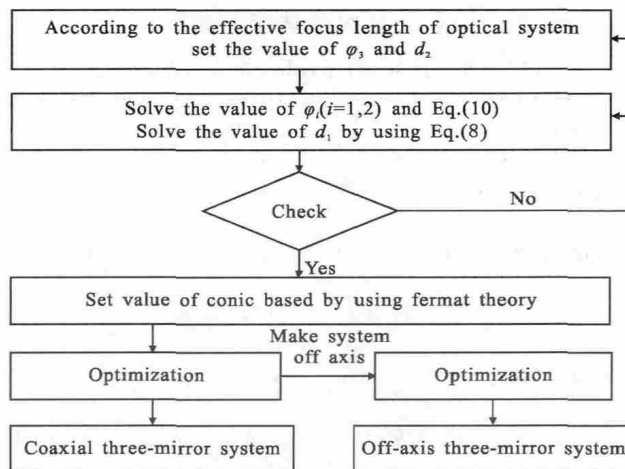 According to the effective focus length of optical system
set the value of φ₃ and d₂
Solve the value of φᵢ(i=1,2) and Eq.(10)
Solve the value of d₁ by using Eq.(8)
Check
No
Yes
Set value of conic based by using fermat theory
Make system
off axis
Optimization
Optimization
Coaxial three-mirror system
Off-axis three-mirror system